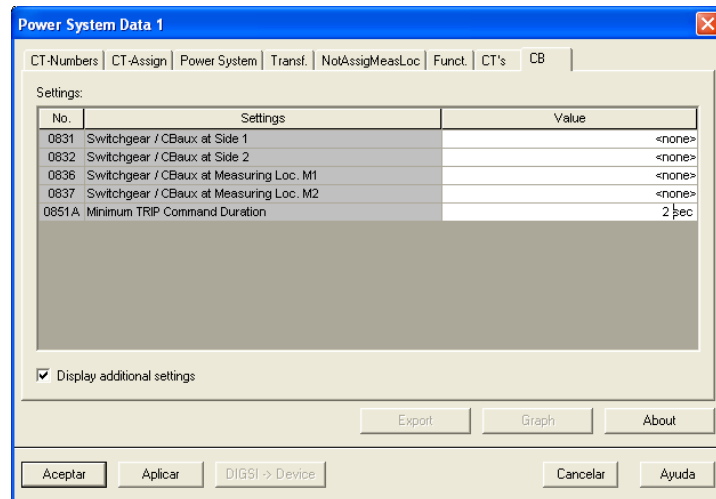 Power System Data 1
CT-Numbers CT-Assign Power System Transf. NotAssigMeasLoc Funct. CT's CB
Settings:
No. Settings Value
0831 Switchgear / CBaux at Side 1 <none>
0832 Switchgear / CBaux at Side 2 <none>
0836 Switchgear / CBaux at Measuring Loc. M1 <none>
0837 Switchgear / CBaux at Measuring Loc. M2 <none>
0851A Minimum TRIP Command Duration 2 sec
Display additional settings
Export Graph About
Aceptar Aplicar DIGSI -> Device Cancelar Ayuda